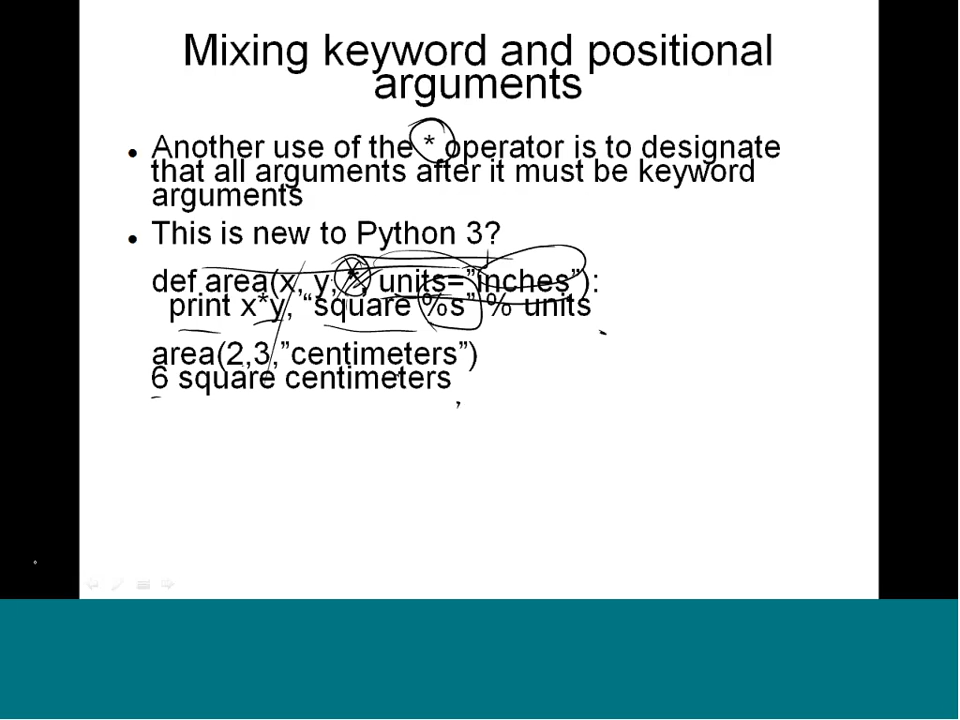 Mixing keyword and positional
arguments
• Another use of the * operator is to designate
that all arguments after it must be keyword
arguments
• This is new to Python 3?
def area(x, y, *, units=”inches”):
print x*y, “square %s” % units
area(2,3,”centimeters”)
6 square centimeters